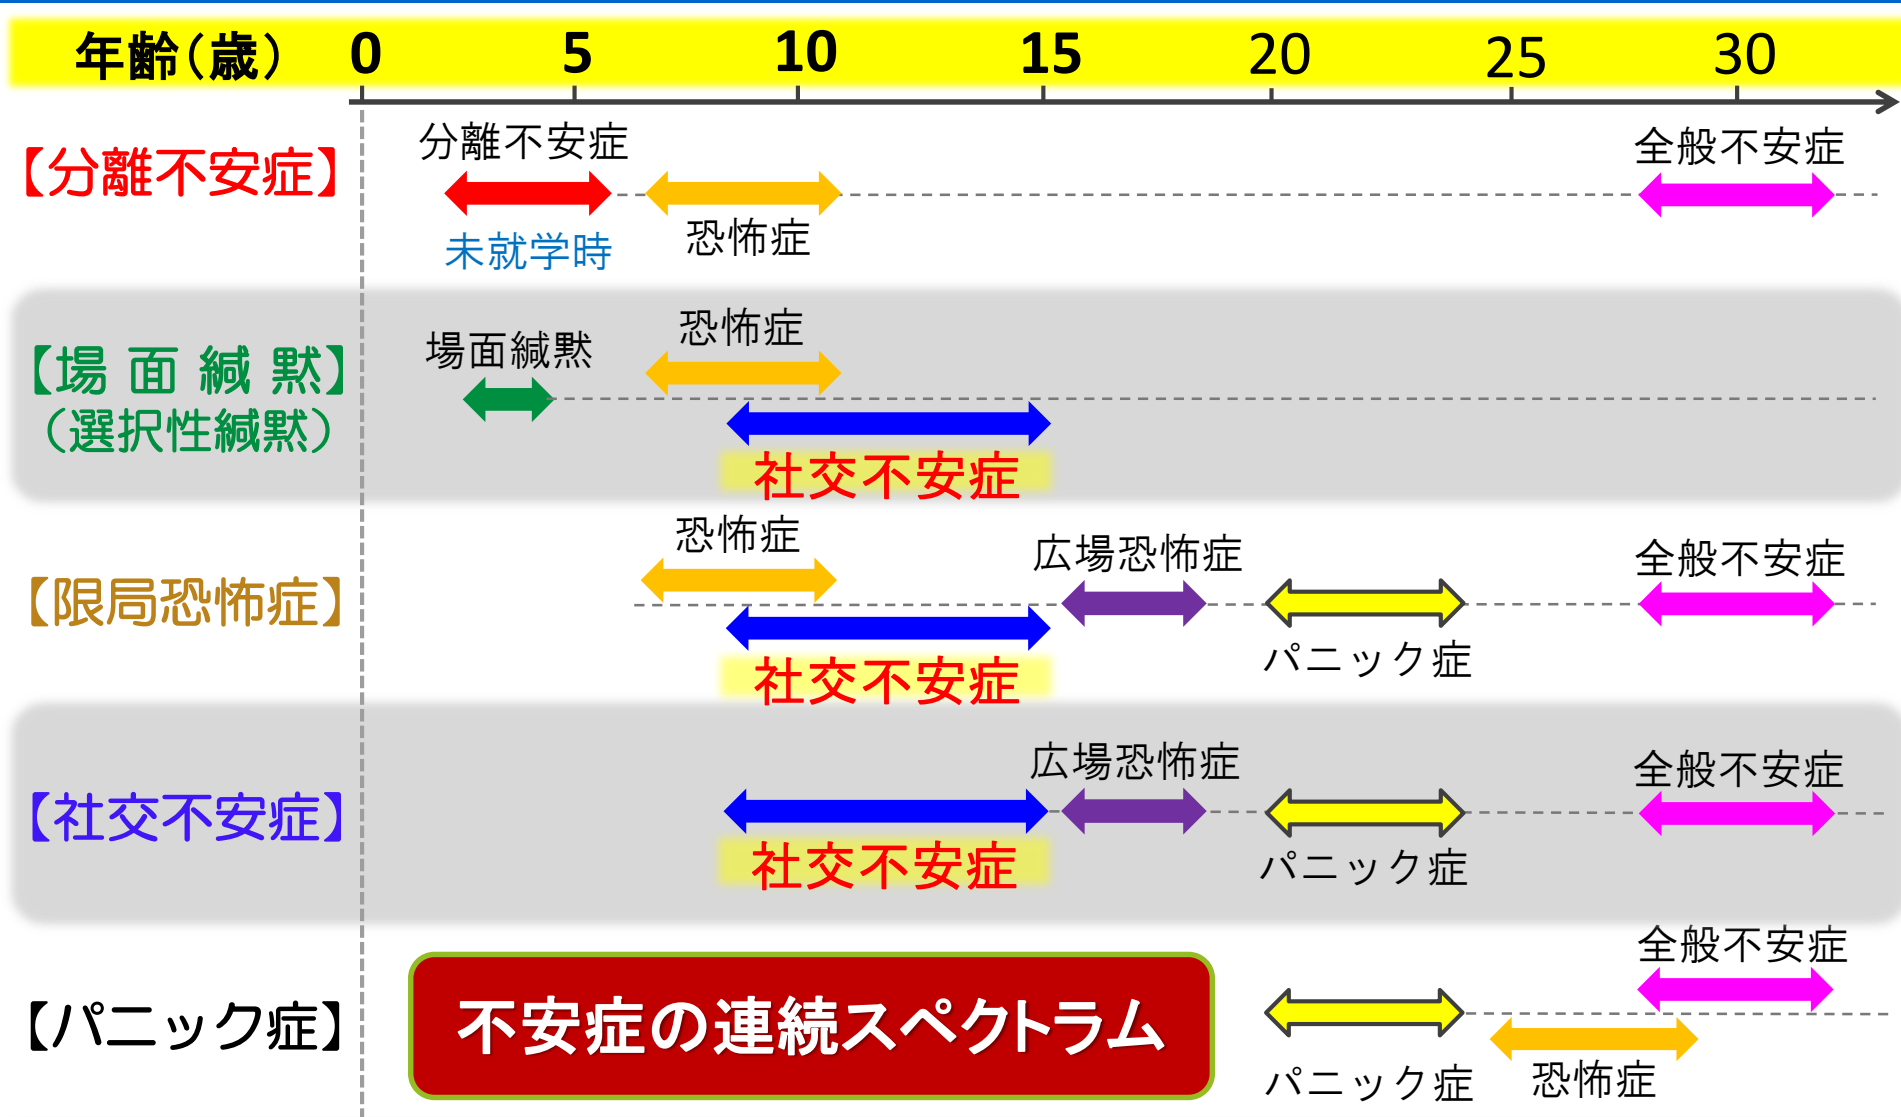 年齢（歳） 0 5 10 15 20 25 30
【分離不安症】
分離不安症
未就学時
恐怖症
全般不安症
【場面緘黙】
（選択性緘黙）
場面緘黙
恐怖症
社交不安症
【限局恐怖症】
恐怖症
社交不安症
広場恐怖症
パニック症
全般不安症
【社交不安症】
社交不安症
広場恐怖症
パニック症
全般不安症
【パニック症】
不安症の連続スペクトラム
パニック症
全般不安症
恐怖症